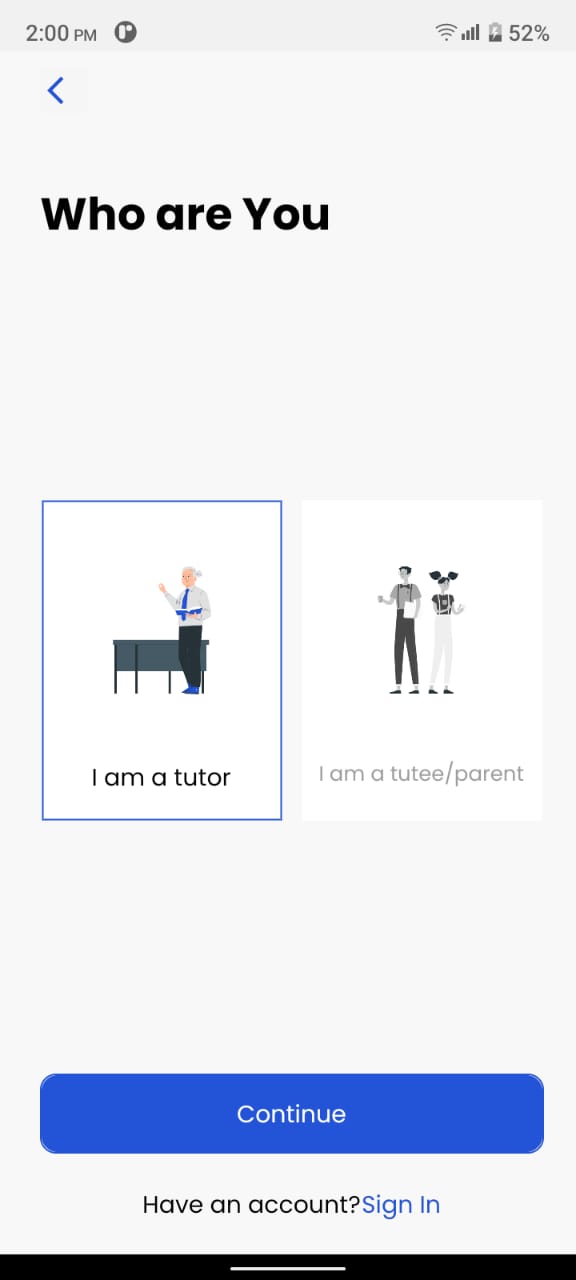 2:00 PM 52%
Who are You
I am a tutor
I am a tutee/parent
Continue
Have an account?Sign In